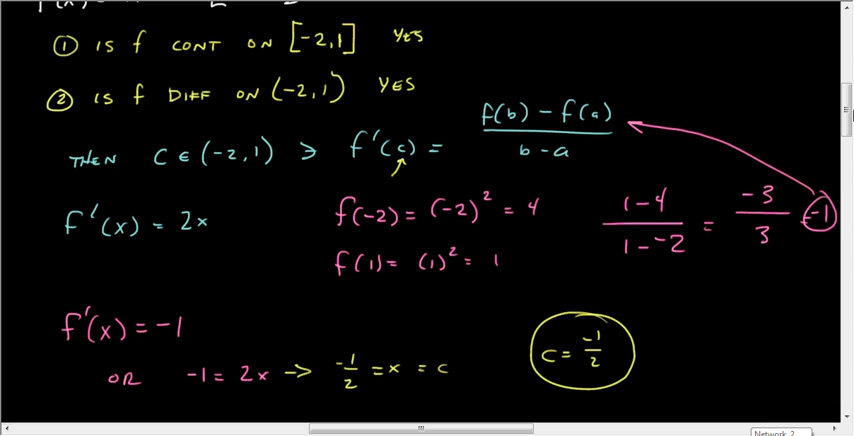 ① IS f CONT ON [-2,1] YES
② IS f DIFF ON (-2,1) YES
THEN C ∈ (-2,1) ∋ f'(c) = f(b) - f(a) / b - a
f'(x) = 2x
f(-2) = (-2)² = 4
f(1) = (1)² = 1
1-4 / 1--2 = -3 / 3 = -1
f'(x) = -1
OR -1 = 2x -> -1/2 = x = c
c = -1/2
Network 2